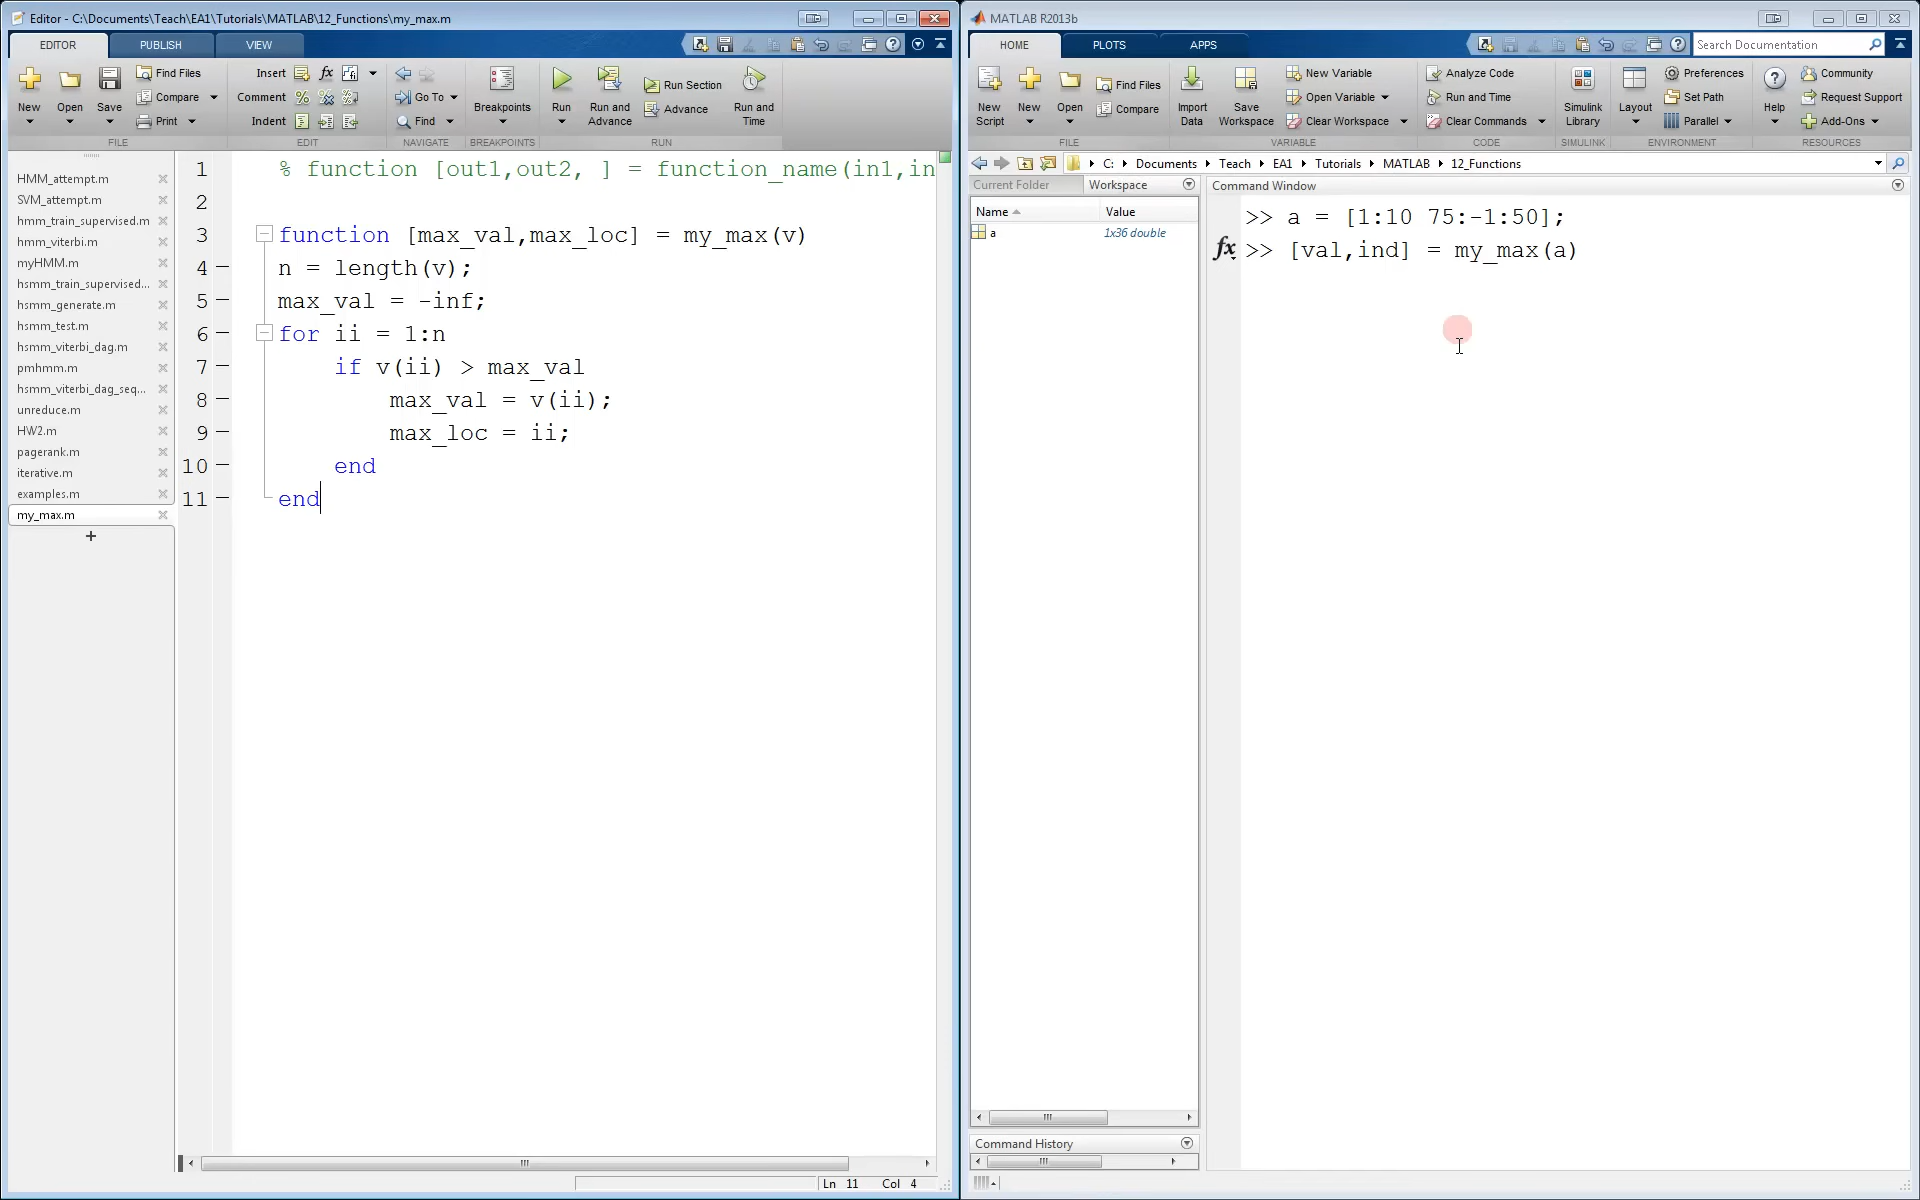 Editor - C:\Documents\Teach\EA1\Tutorials\MATLAB\12_Functions\my_max.m
EDITOR PUBLISH VIEW
New Open Save
Find Files
Compare
Print
FILE
Insert fx
Comment
Indent
EDIT
Go To
Find
NAVIGATE
Breakpoints
BREAKPOINTS
Run
Run and Advance
Run Section
Advance
Run and Time
RUN
HMM_attempt.m
SVM_attempt.m
hmm_train_supervised.m
hmm_viterbi.m
myHMM.m
hsmm_train_supervised...
hsmm_generate.m
hsmm_test.m
hsmm_viterbi_dag.m
pmhmm.m
hsmm_viterbi_dag_seq...
unreduce.m
HW2.m
pagerank.m
iterative.m
examples.m
my_max.m
+
1 % function [out1,out2, ] = function_name(in1,in
2
3 function [max_val,max_loc] = my_max(v)
4 n = length(v);
5 max_val = -inf;
6 for ii = 1:n
7 if v(ii) > max_val
8 max_val = v(ii);
9 max_loc = ii;
10 end
11 end
Ln 11 Col 4
MATLAB R2013b
HOME PLOTS APPS
Search Documentation
New Script
New
Open
Find Files
Compare
FILE
Import Data
Save Workspace
New Variable
Open Variable
Clear Workspace
VARIABLE
Analyze Code
Run and Time
Clear Commands
CODE
Simulink Library
SIMULINK
Layout
Preferences
Set Path
Parallel
ENVIRONMENT
Help
Community
Request Support
Add-Ons
RESOURCES
C: Documents Teach EA1 Tutorials MATLAB 12_Functions
Current Folder Workspace
Name Value
a 1x36 double
Command History
Command Window
>> a = [1:10 75:-1:50];
fx >> [val,ind] = my_max(a)